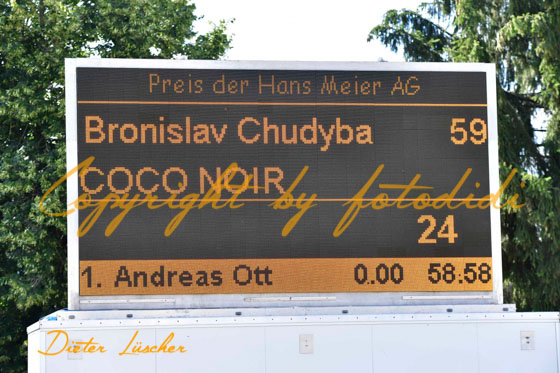 Preis der Hans Meier AG
Bronislav Chudyba 59
COCO NOIR
Copyright by fotodidi
24
1. Andreas Ott 0.00 58.58
Dieter Lüscher